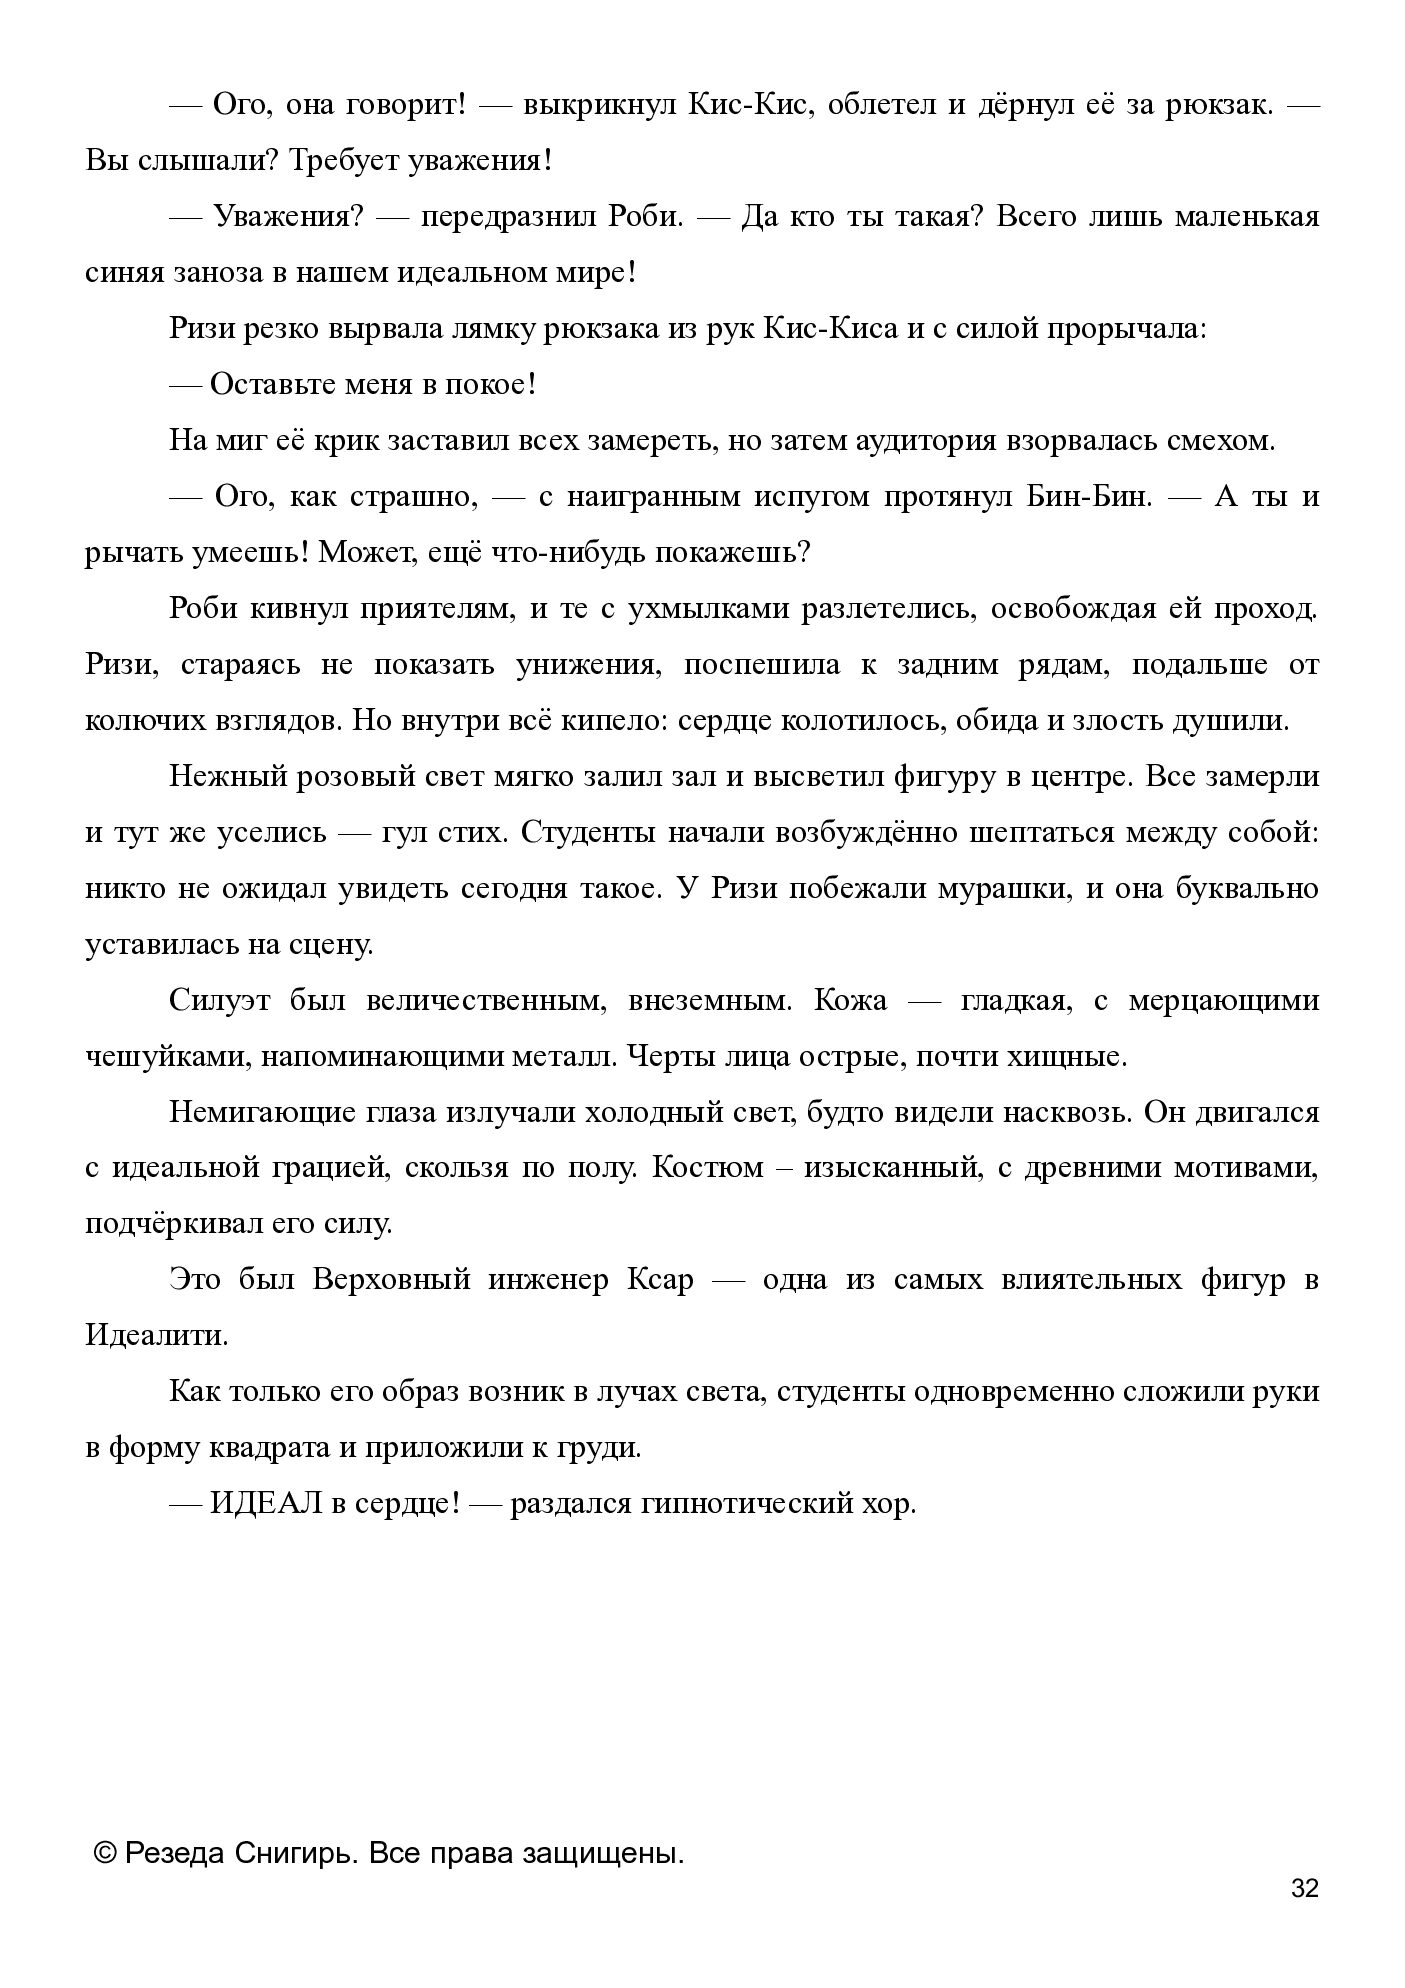 — Ого, она говорит! — выкрикнул Кис-Кис, облетел и дёрнул её за рюкзак. —
Вы слышали? Требует уважения!
— Уважения? — передразнил Роби. — Да кто ты такая? Всего лишь маленькая
синяя заноза в нашем идеальном мире!
Ризи резко вырвала лямку рюкзака из рук Кис-Киса и с силой прорычала:
— Оставьте меня в покое!
На миг её крик заставил всех замереть, но затем аудитория взорвалась смехом.
— Ого, как страшно, — с наигранным испугом протянул Бин-Бин. — А ты и
рычать умеешь! Может, ещё что-нибудь покажешь?
Роби кивнул приятелям, и те с ухмылками разлетелись, освобождая ей проход.
Ризи, стараясь не показать унижения, поспешила к задним рядам, подальше от
колючих взглядов. Но внутри всё кипело: сердце колотилось, обида и злость душили.
Нежный розовый свет мягко залил зал и высветил фигуру в центре. Все замерли
и тут же уселись — гул стих. Студенты начали возбуждённо шептаться между собой:
никто не ожидал увидеть сегодня такое. У Ризи побежали мурашки, и она буквально
уставилась на сцену.
Силуэт был величественным, внеземным. Кожа — гладкая, с мерцающими
чешуйками, напоминающими металл. Черты лица острые, почти хищные.
Немигающие глаза излучали холодный свет, будто видели насквозь. Он двигался
с идеальной грацией, скользя по полу. Костюм – изысканный, с древними мотивами,
подчёркивал его силу.
Это был Верховный инженер Ксар — одна из самых влиятельных фигур в
Идеалити.
Как только его образ возник в лучах света, студенты одновременно сложили руки
в форму квадрата и приложили к груди.
— ИДЕАЛ в сердце! — раздался гипнотический хор.
© Резеда Снигирь. Все права защищены.
32